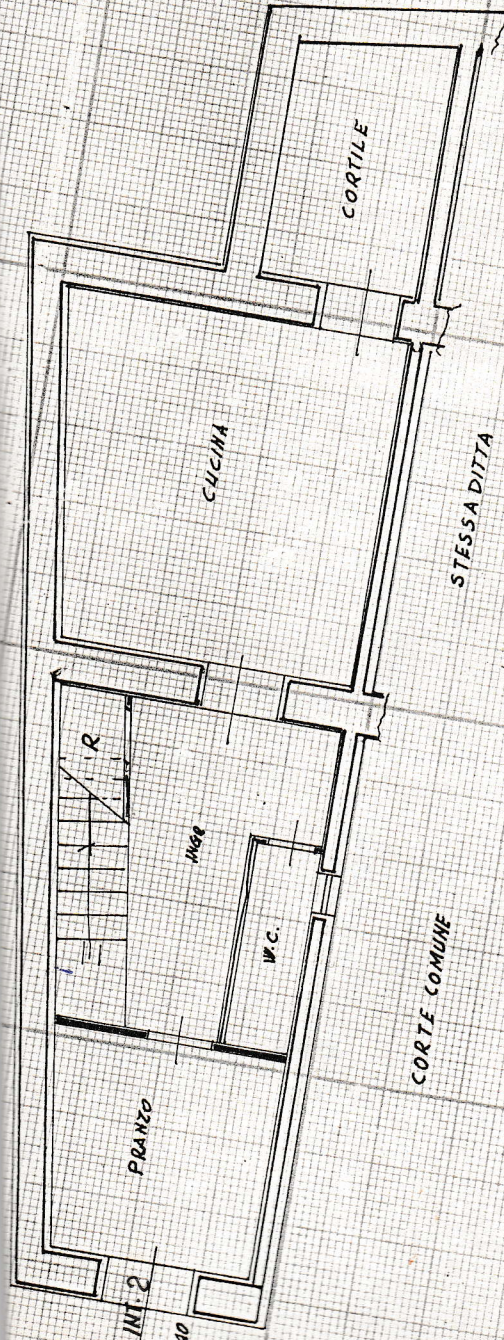 CORTILE
CUCINA
STESSA DITTA
R
INGR
W.C.
CORTE COMUNE
PRANZO
INT. 2